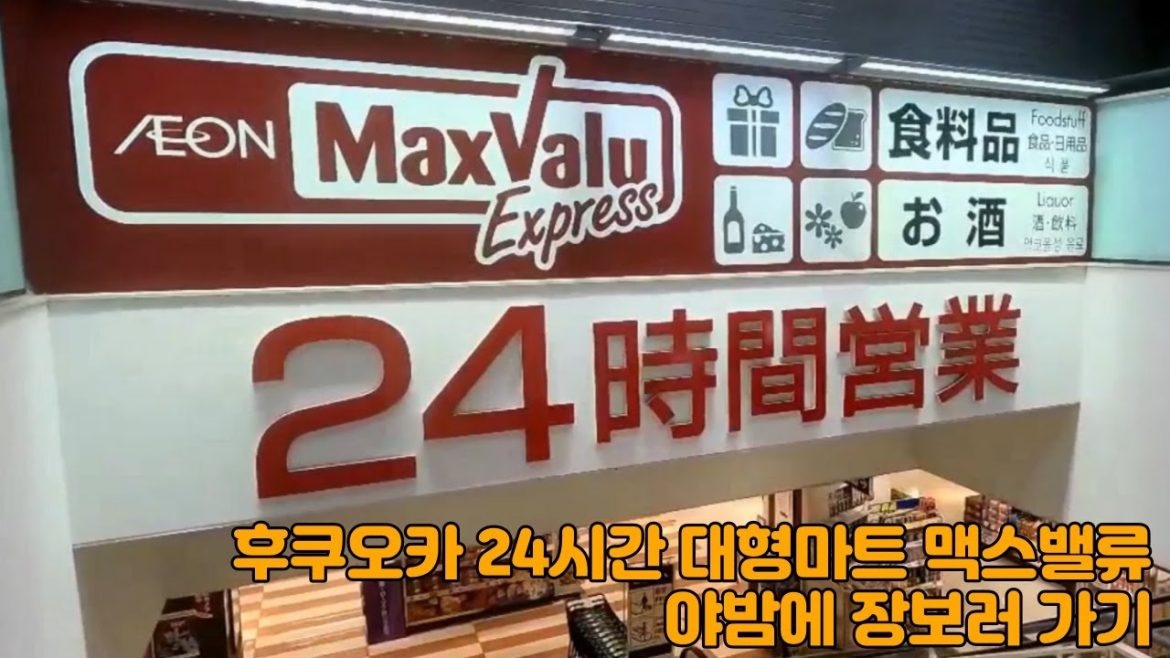 ÆON
MaxValu
Express
食料品
Foodstuff
食品・日用品
식 품
お酒
Liquor
酒・飲料
24時間営業
후쿠오카 24시간 대형마트 맥스밸류
야밤에 장보러 가기